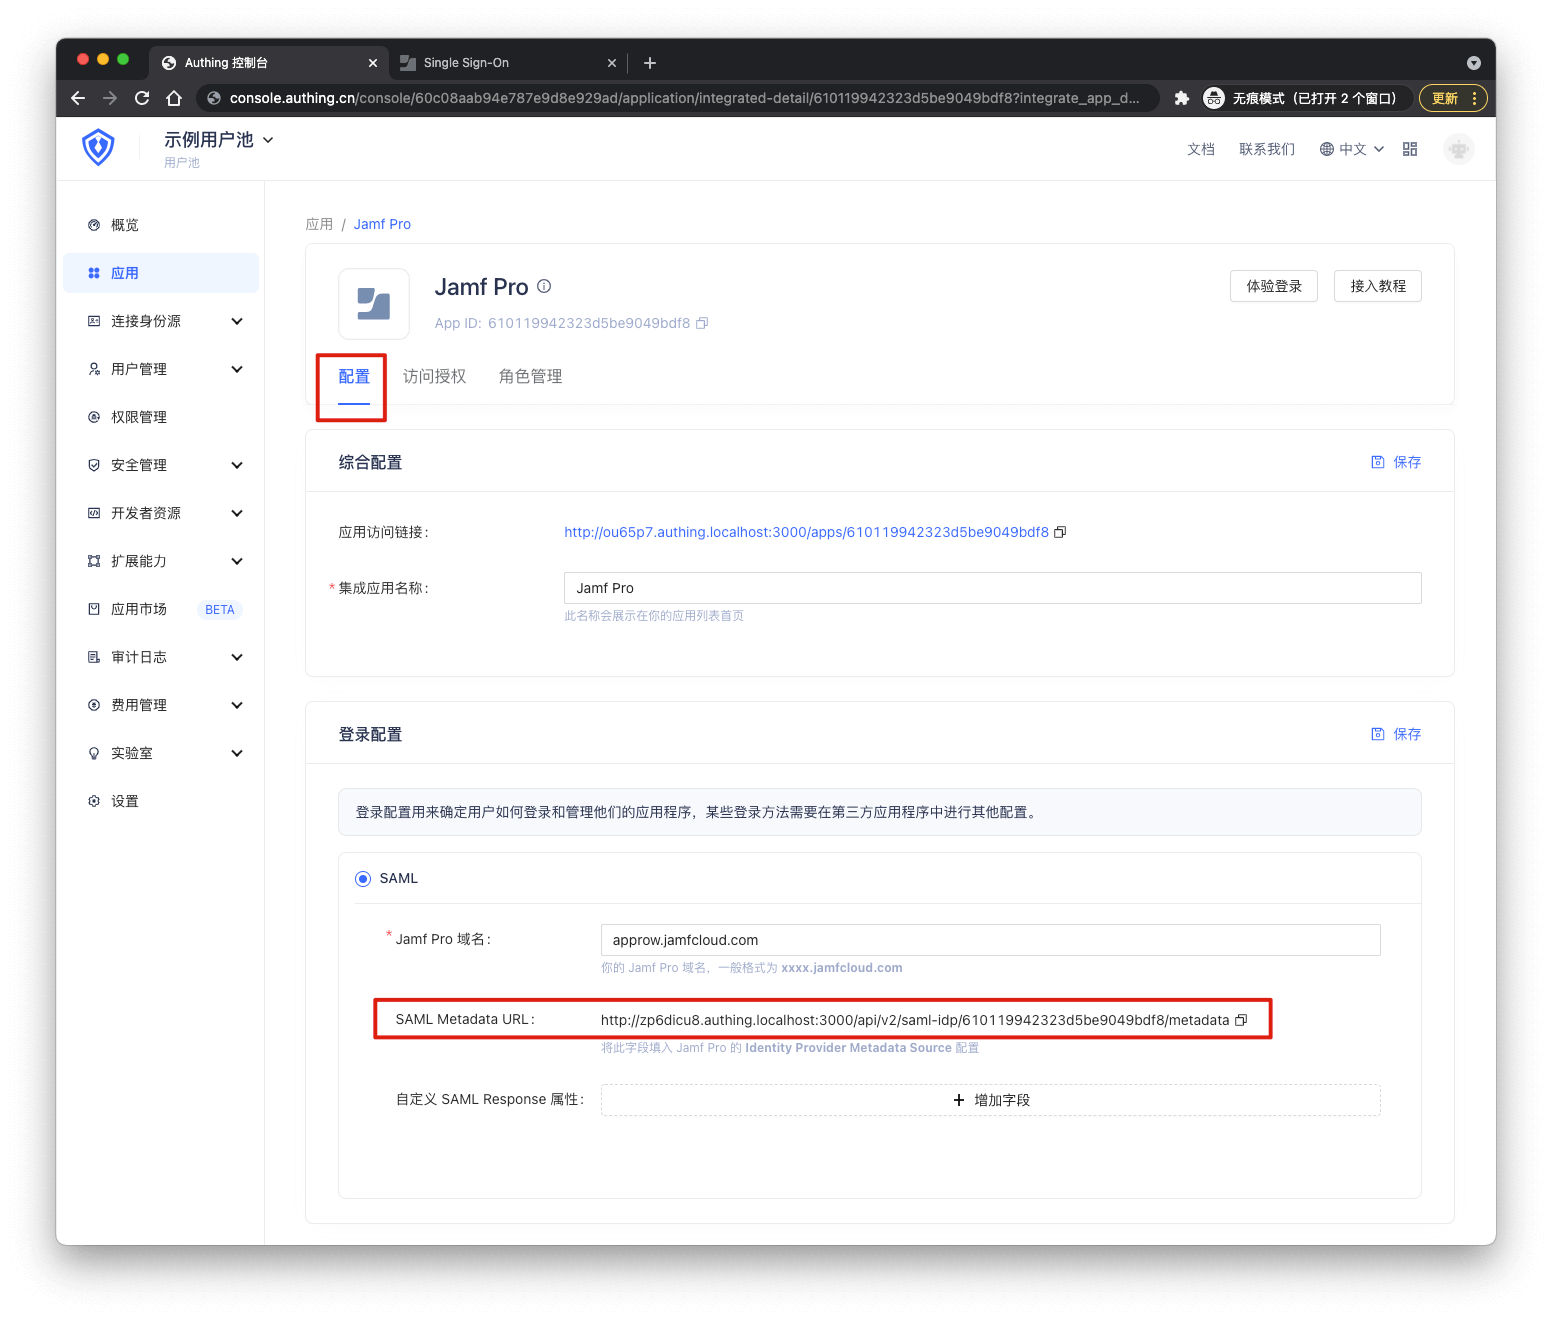 Authing 控制台
Single Sign-On
console.authing.cn/console/60c08aab94e787e9d8e929ad/application/integrated-detail/610119942323d5be9049bdf8?integrate_app_d...
无痕模式（已打开 2 个窗口）
更新
示例用户池
用户池
文档
联系我们
中文
概览
应用
连接身份源
用户管理
权限管理
安全管理
开发者资源
扩展能力
应用市场 BETA
审计日志
费用管理
实验室
设置
应用 / Jamf Pro
Jamf Pro
App ID: 610119942323d5be9049bdf8
体验登录
接入教程
配置
访问授权
角色管理
综合配置
保存
应用访问链接：
http://ou65p7.authing.localhost:3000/apps/610119942323d5be9049bdf8
* 集成应用名称：
Jamf Pro
此名称会展示在你的应用列表首页
登录配置
保存
登录配置用来确定用户如何登录和管理他们的应用程序，某些登录方法需要在第三方应用程序中进行其他配置。
SAML
* Jamf Pro 域名：
approw.jamfcloud.com
你的 Jamf Pro 域名，一般格式为 xxxx.jamfcloud.com
SAML Metadata URL：
http://zp6dicu8.authing.localhost:3000/api/v2/saml-idp/610119942323d5be9049bdf8/metadata
将此字段填入 Jamf Pro 的 Identity Provider Metadata Source 配置
自定义 SAML Response 属性：
+ 增加字段